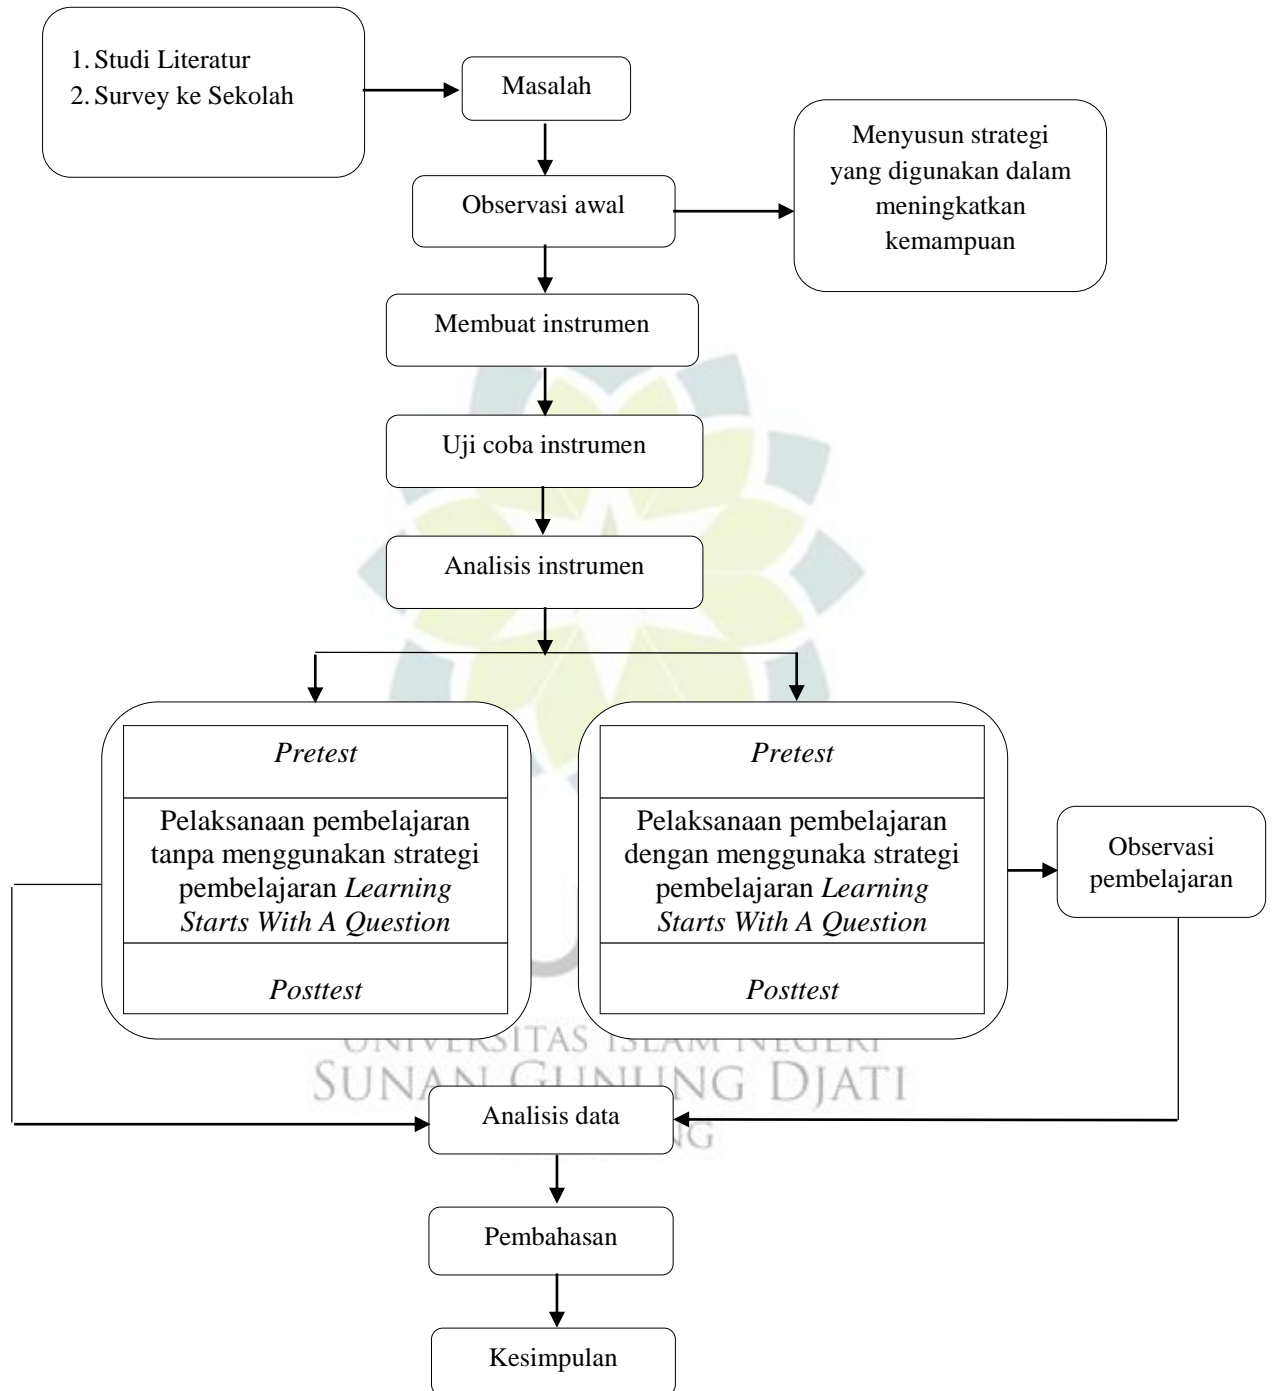 1. Studi Literatur
2. Survey ke Sekolah
Masalah
Menyusun strategi
yang digunakan dalam
meningkatkan
kemampuan
Observasi awal
Membuat instrumen
Uji coba instrumen
Analisis instrumen
Pretest
Pelaksanaan pembelajaran
tanpa menggunakan strategi
pembelajaran Learning
Starts With A Question
Posttest
Pretest
Pelaksanaan pembelajaran
dengan menggunaka strategi
pembelajaran Learning
Starts With A Question
Posttest
Observasi
pembelajaran
UNIVERSITAS ISLAM NEGERI
SUNAN GUNUNG DJATI
NG
Analisis data
Pembahasan
Kesimpulan